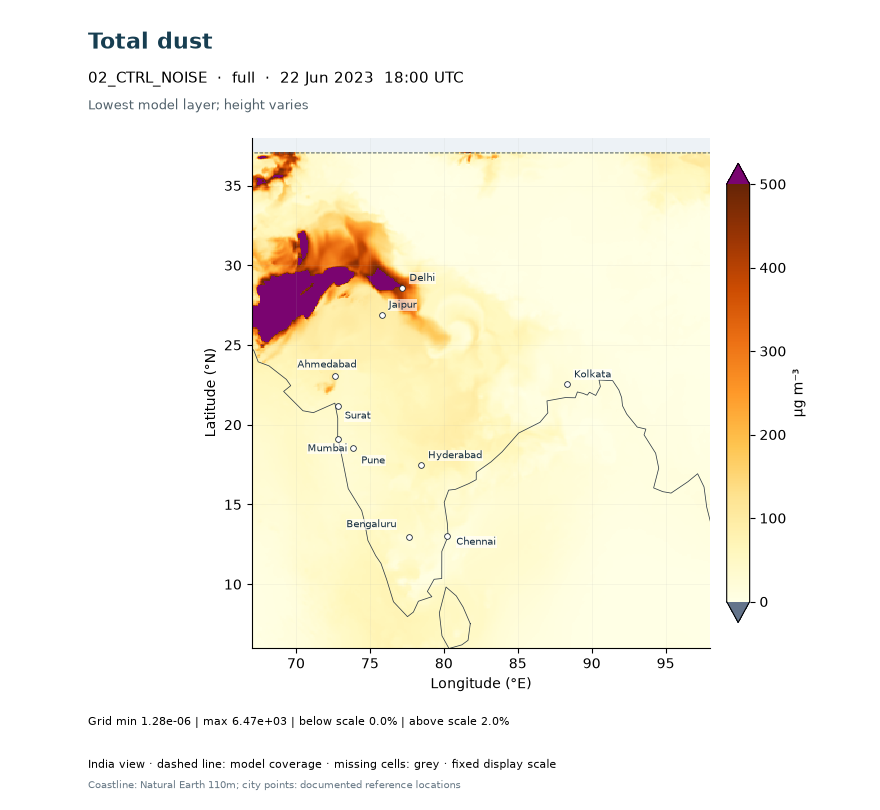 Total dust
02_CTRL_NOISE · full · 22 Jun 2023 18:00 UTC
Lowest model layer; height varies
35
30
25
20
15
10
Latitude (°N)
Delhi
Jaipur
Ahmedabad
Kolkata
Surat
Mumbai
Pune
Hyderabad
Bengaluru
Chennai
70
75
80
85
90
95
Longitude (°E)
500
400
300
200
100
0
µg m⁻³
Grid min 1.28e-06 | max 6.47e+03 | below scale 0.0% | above scale 2.0%
India view · dashed line: model coverage · missing cells: grey · fixed display scale
Coastline: Natural Earth 110m; city points: documented reference locations